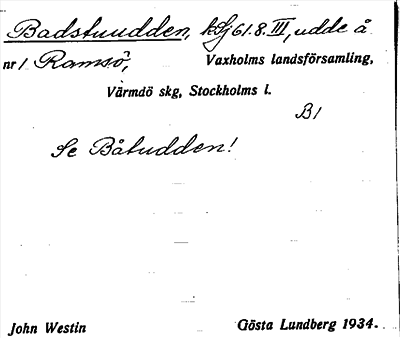 Badstuudden, kSj 61.8.III, udde å
nr 1 Ramsö, Vaxholms landsförsamling,
Värmdö skg, Stockholms l.
B1
Se Båtudden!
John Westin Gösta Lundberg 1934.